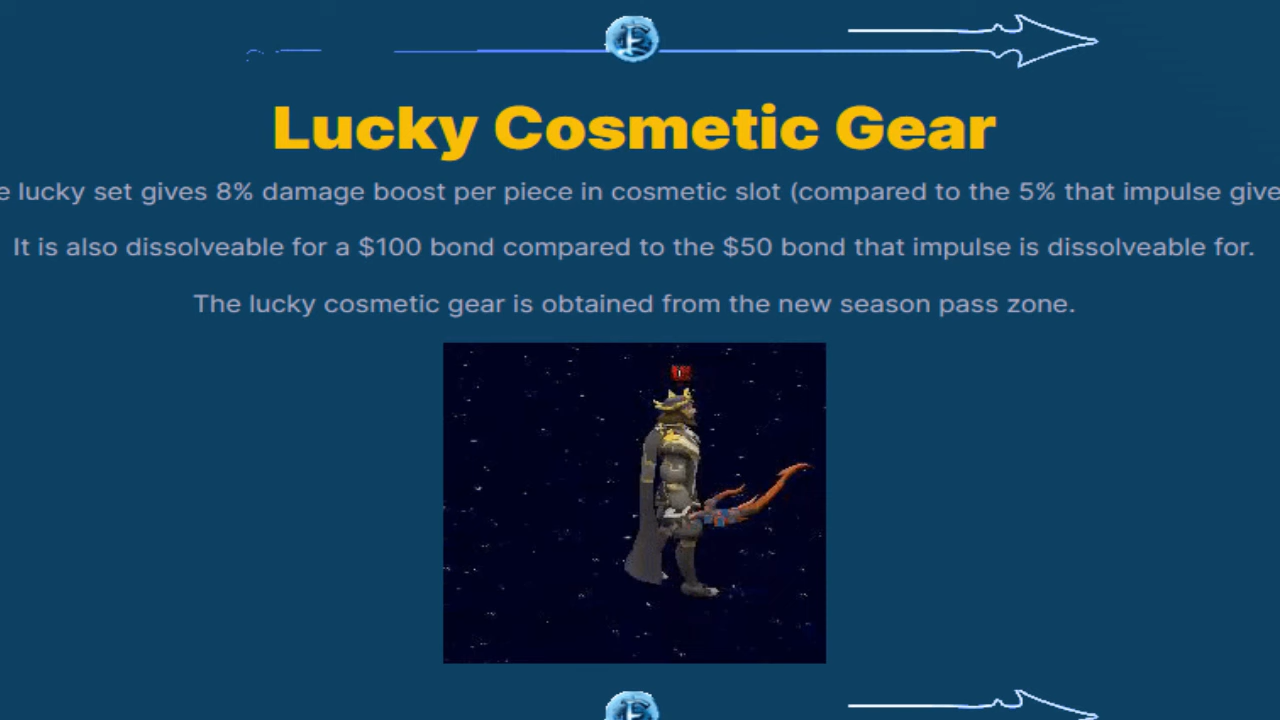 Lucky Cosmetic Gear
e lucky set gives 8% damage boost per piece in cosmetic slot (compared to the 5% that impulse give
It is also dissolveable for a $100 bond compared to the $50 bond that impulse is dissolveable for.
The lucky cosmetic gear is obtained from the new season pass zone.